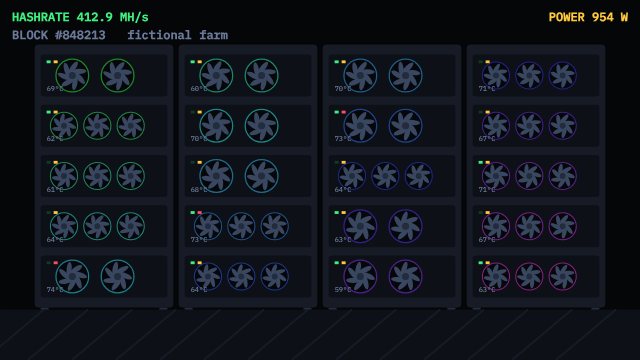 HASHRATE 412.9 MH/s
POWER 954 W
BLOCK #848213 fictional farm
69°C
60°C
70°C
71°C
62°C
70°C
73°C
67°C
61°C
68°C
64°C
71°C
64°C
73°C
63°C
67°C
74°C
64°C
59°C
63°C